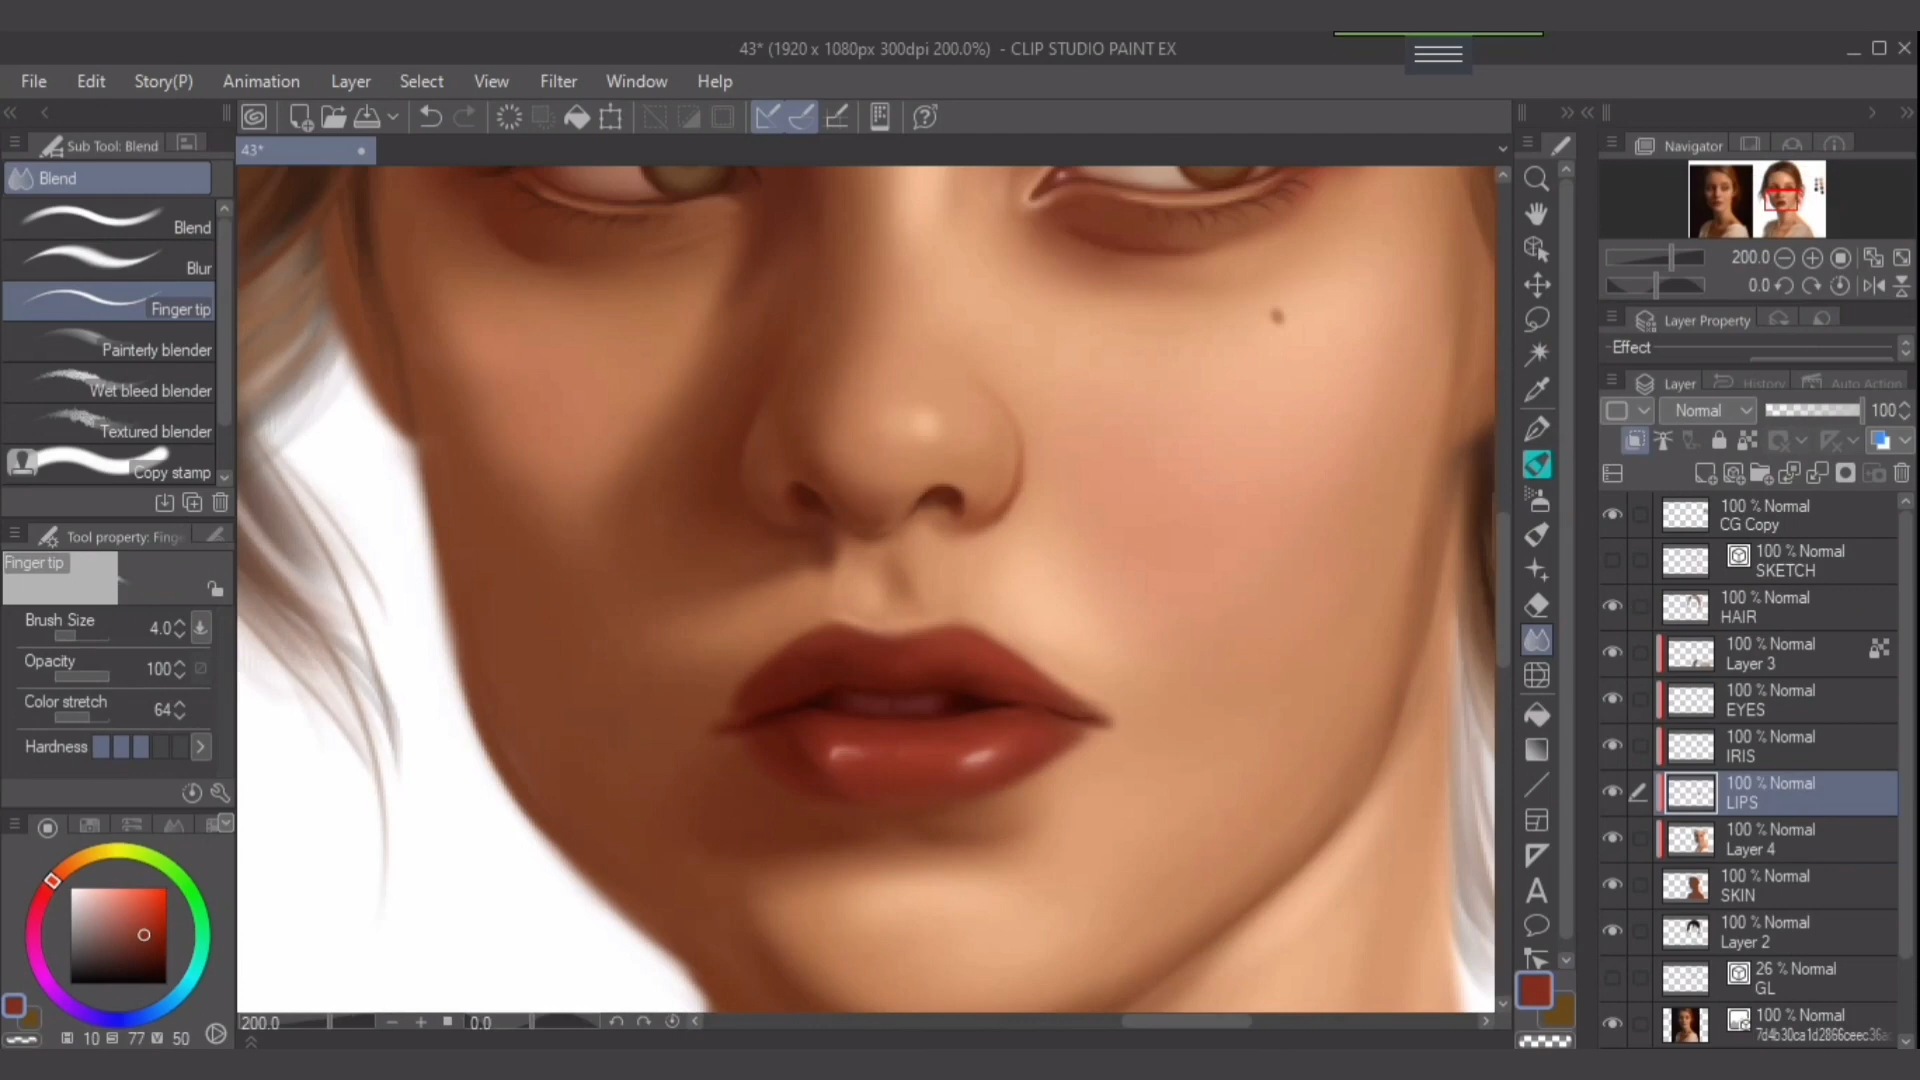 43* (1920 x 1080px 300dpi 200.0%) - CLIP STUDIO PAINT EX
File Edit Story(P) Animation Layer Select View Filter Window Help
Sub Tool: Blend
43*
Blend
Blend
Blur
Finger tip
Painterly blender
Wet bleed blender
Textured blender
Copy stamp
Tool property: Finge
Finger tip
Brush Size 4.0
Opacity 100
Color stretch 64
Hardness
10 77 50
200.0 0.0
Navigator
200.0
0.0
Layer Property
Effect
Layer History Auto Action
Normal 100
100 % Normal
CG Copy
100 % Normal
SKETCH
100 % Normal
HAIR
100 % Normal
Layer 3
100 % Normal
EYES
100 % Normal
IRIS
100 % Normal
LIPS
100 % Normal
Layer 4
100 % Normal
SKIN
100 % Normal
Layer 2
26 % Normal
GL
100 % Normal